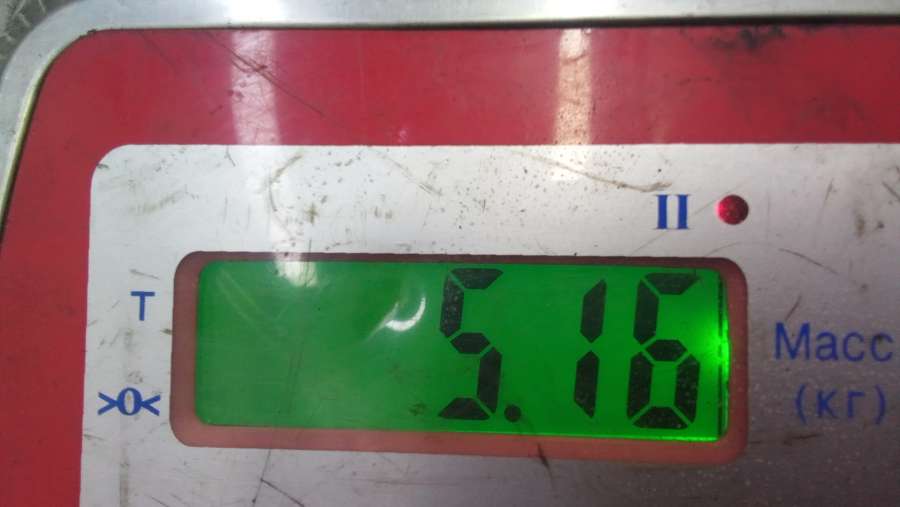 II
T
5.16
>0<
Масс
(кг)